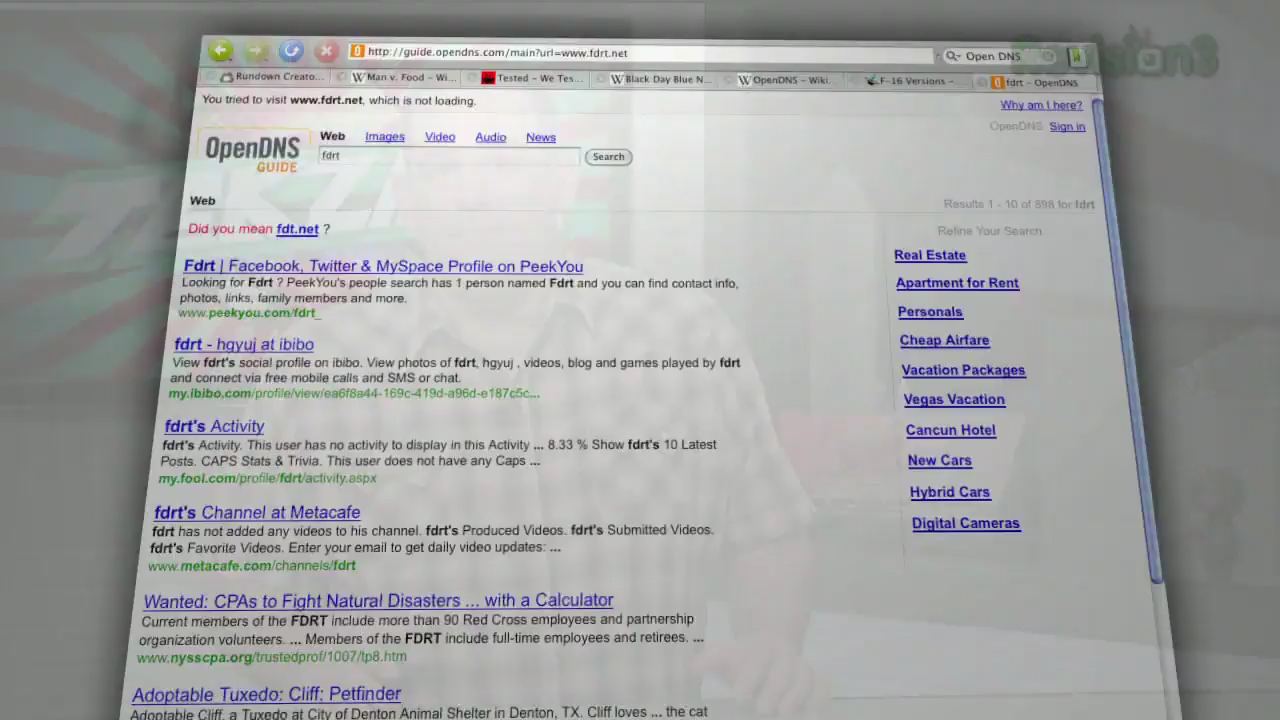 Revision3
http://guide.opendns.com/main?url=www.fdrt.net
Open DNS
Rundown Creato...
Man v. Food – Wi...
Tested – We Tes...
Black Day Blue N...
OpenDNS – Wiki...
F-16 Versions –...
fdrt – OpenDNS
You tried to visit www.fdrt.net, which is not loading.
Why am I here?
OpenDNS Sign in
OpenDNS
GUIDE
Web Images Video Audio News
fdrt
Search
Web
Results 1 - 10 of 898 for fdrt
Did you mean fdt.net ?
Refine Your Search
Fdrt | Facebook, Twitter & MySpace Profile on PeekYou
Looking for Fdrt ? PeekYou's people search has 1 person named Fdrt and you can find contact info,
photos, links, family members and more.
www.peekyou.com/fdrt_
fdrt - hgyuj at ibibo
View fdrt's social profile on ibibo. View photos of fdrt, hgyuj , videos, blog and games played by fdrt
and connect via free mobile calls and SMS or chat.
my.ibibo.com/profile/view/ea6f8a44-169c-419d-a96d-e187c5c...
fdrt's Activity
fdrt's Activity. This user has no activity to display in this Activity ... 8.33 % Show fdrt's 10 Latest
Posts. CAPS Stats & Trivia. This user does not have any Caps ...
my.fool.com/profile/fdrt/activity.aspx
fdrt's Channel at Metacafe
fdrt has not added any videos to his channel. fdrt's Produced Videos. fdrt's Submitted Videos.
fdrt's Favorite Videos. Enter your email to get daily video updates: ...
www.metacafe.com/channels/fdrt
Wanted: CPAs to Fight Natural Disasters ... with a Calculator
Current members of the FDRT include more than 90 Red Cross employees and partnership
organization volunteers. ... Members of the FDRT include full-time employees and retirees. ...
www.nysscpa.org/trustedprof/1007/tp8.htm
Adoptable Tuxedo: Cliff: Petfinder
Adoptable Cliff, a Tuxedo at City of Denton Animal Shelter in Denton, TX. Cliff loves ... the cat
Real Estate
Apartment for Rent
Personals
Cheap Airfare
Vacation Packages
Vegas Vacation
Cancun Hotel
New Cars
Hybrid Cars
Digital Cameras